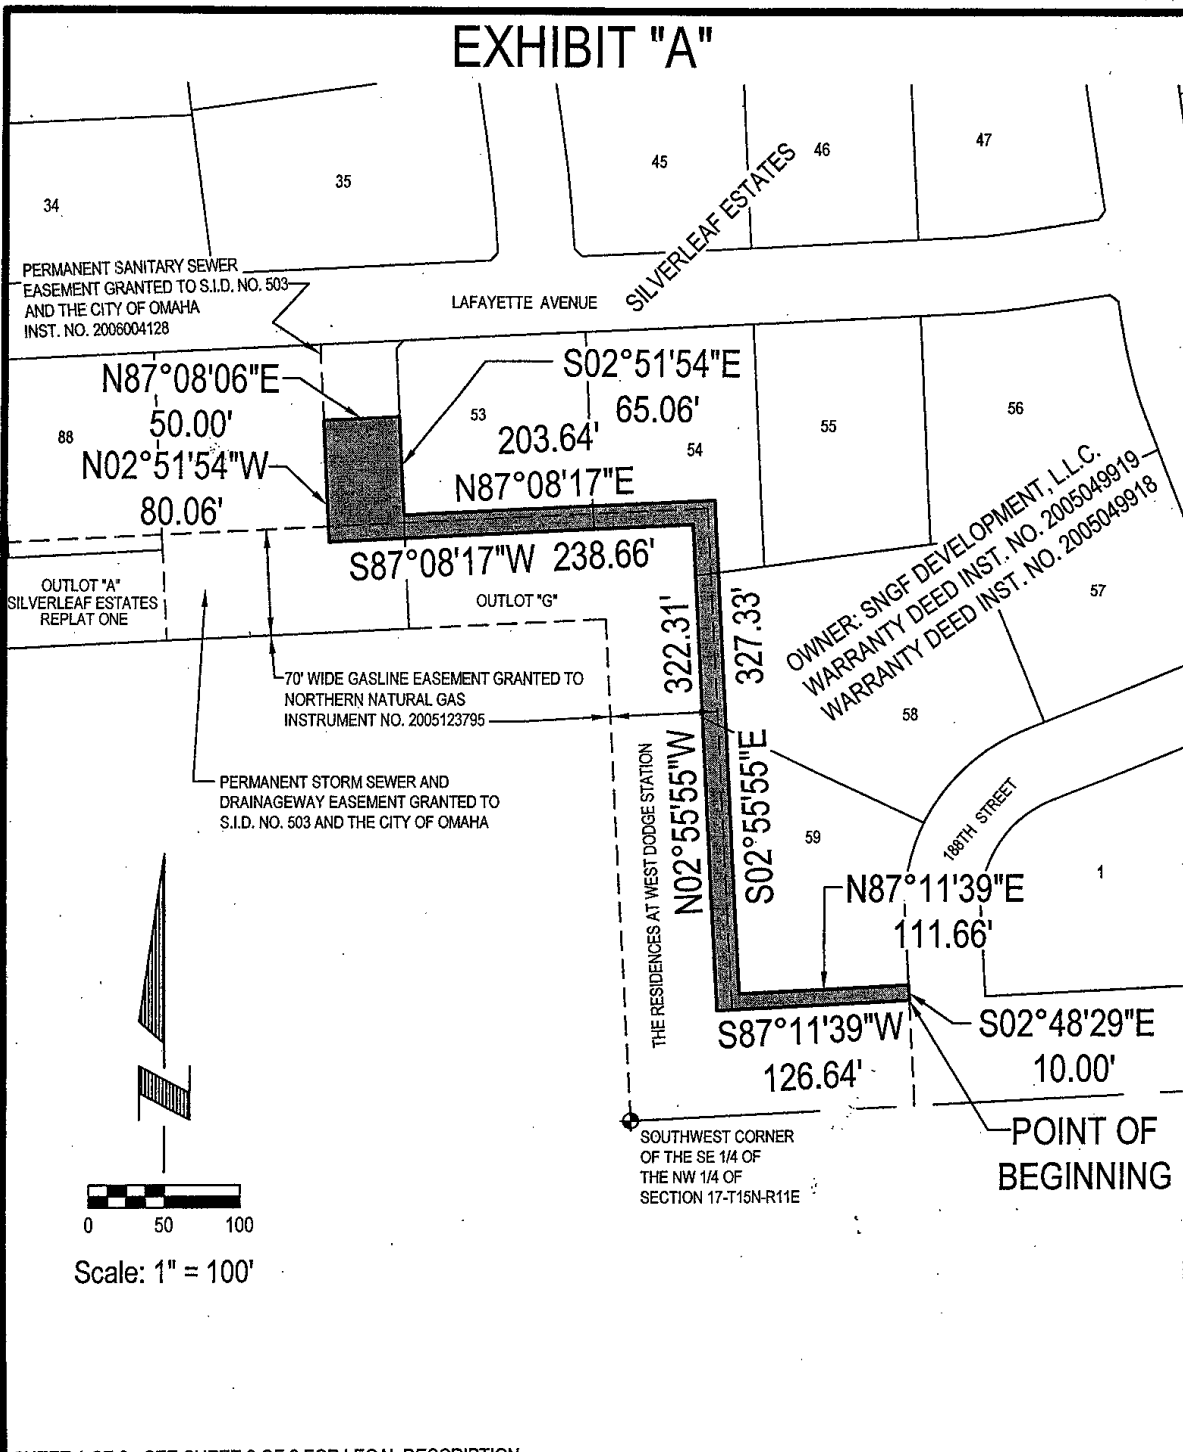 EXHIBIT "A"
34
35
45
46
47
SILVERLEAF ESTATES
PERMANENT SANITARY SEWER
EASEMENT GRANTED TO S.I.D. NO. 503
AND THE CITY OF OMAHA
INST. NO. 2006004128
LAFAYETTE AVENUE
N87°08'06"E
50.00'
S02°51'54"E
65.06'
88
53
54
55
56
N02°51'54"W
80.06'
203.64'
N87°08'17"E
S87°08'17"W 238.66'
OWNER: SNGF DEVELOPMENT, L.L.C.
WARRANTY DEED INST. NO. 2005049919
WARRANTY DEED INST. NO. 2005049918
OUTLOT "A"
SILVERLEAF ESTATES
REPLAT ONE
OUTLOT "G"
57
322.31'
N02°55'55"W
327.33'
S02°55'55"E
70' WIDE GASLINE EASEMENT GRANTED TO
NORTHERN NATURAL GAS
INSTRUMENT NO. 2005123795
58
PERMANENT STORM SEWER AND
DRAINAGEWAY EASEMENT GRANTED TO
S.I.D. NO. 503 AND THE CITY OF OMAHA
THE RESIDENCES AT WEST DODGE STATION
59
188TH STREET
1
N87°11'39"E
111.66'
S87°11'39"W
126.64'
S02°48'29"E
10.00'
POINT OF
BEGINNING
SOUTHWEST CORNER
OF THE SE 1/4 OF
THE NW 1/4 OF
SECTION 17-T15N-R11E
0 50 100
Scale: 1" = 100'